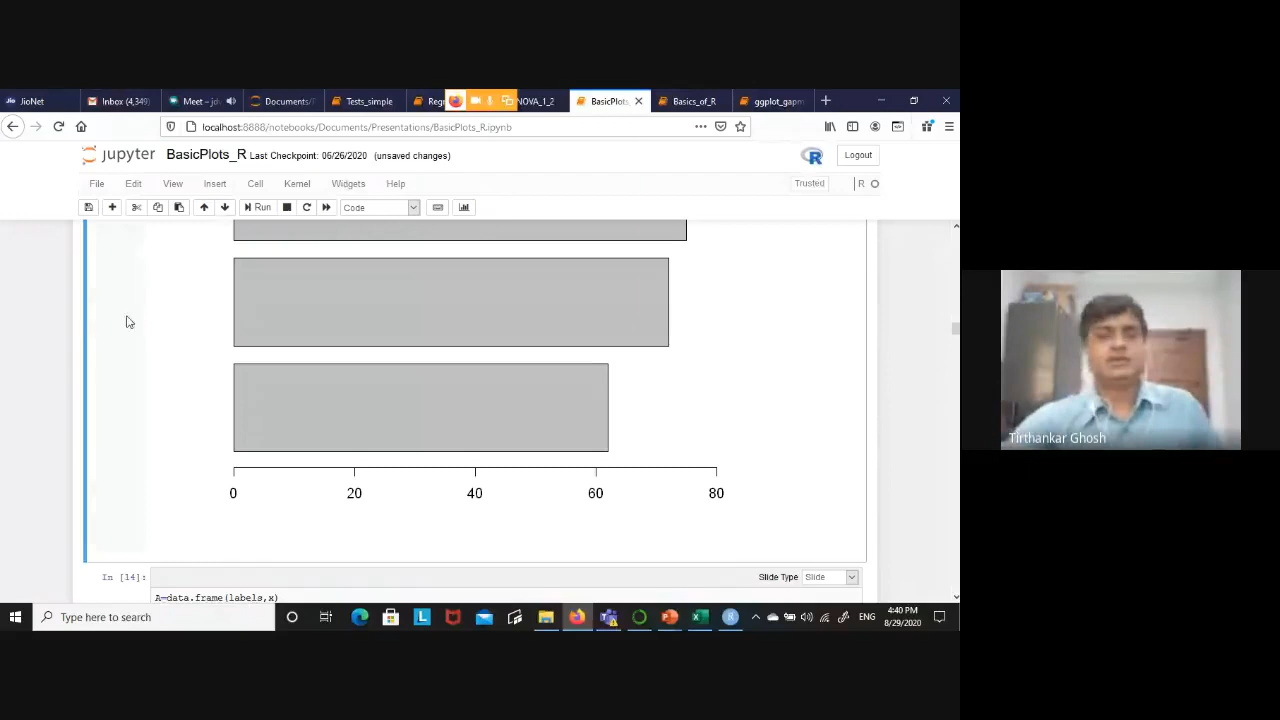 JioNet
Inbox (4,349)
Meet – jd
Documents/
Tests_simple
Reg
NOVA_1_2
BasicPlots_
Basics_of_R
ggplot_gapm
localhost:8888/notebooks/Documents/Presentations/BasicPlots_R.ipynb
jupyter BasicPlots_R Last Checkpoint: 06/26/2020 (unsaved changes)
R
Logout
File Edit View Insert Cell Kernel Widgets Help
Trusted
R
Run
Code
0 20 40 60 80
In [14]:
Slide Type Slide
A=data.frame(labels,x)
Type here to search
L
ENG
4:40 PM
8/29/2020
Tirthankar Ghosh